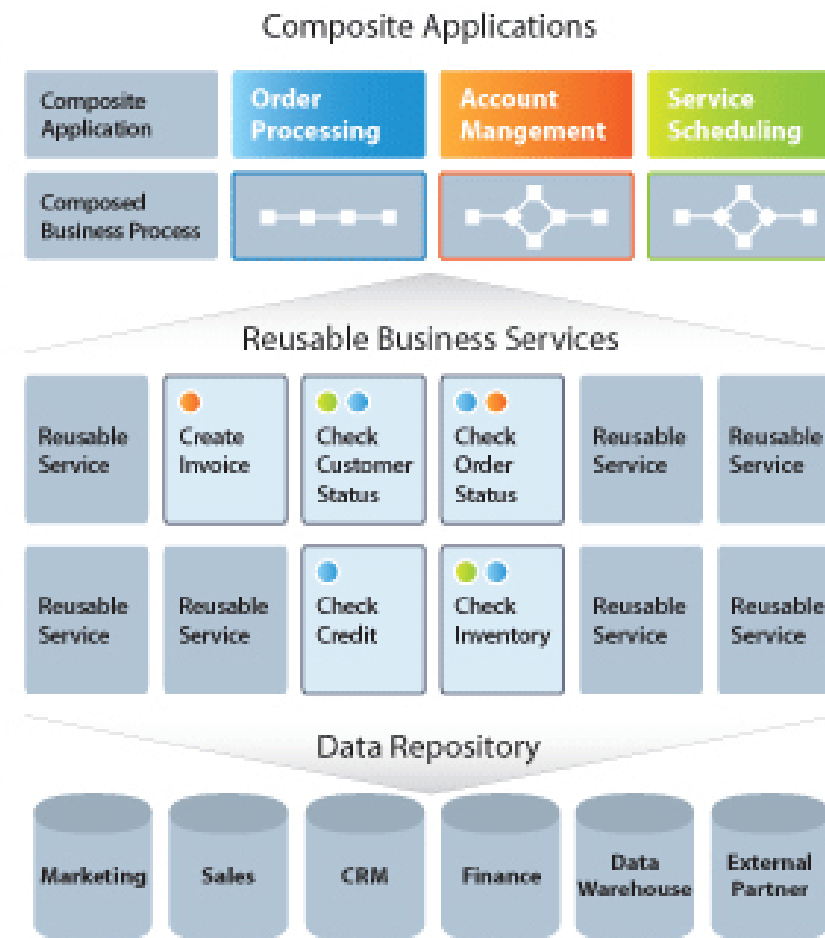 Composite Applications
Composite
Application
Order
Processing
Account
Mangement
Service
Scheduling
Composed
Business Process
Reusable Business Services
Reusable
Service
Create
Invoice
Check
Customer
Status
Check
Order
Status
Reusable
Service
Reusable
Service
Reusable
Service
Reusable
Service
Check
Credit
Check
Inventory
Reusable
Service
Reusable
Service
Data Repository
Marketing
Sales
CRM
Finance
Data
Warehouse
External
Partner